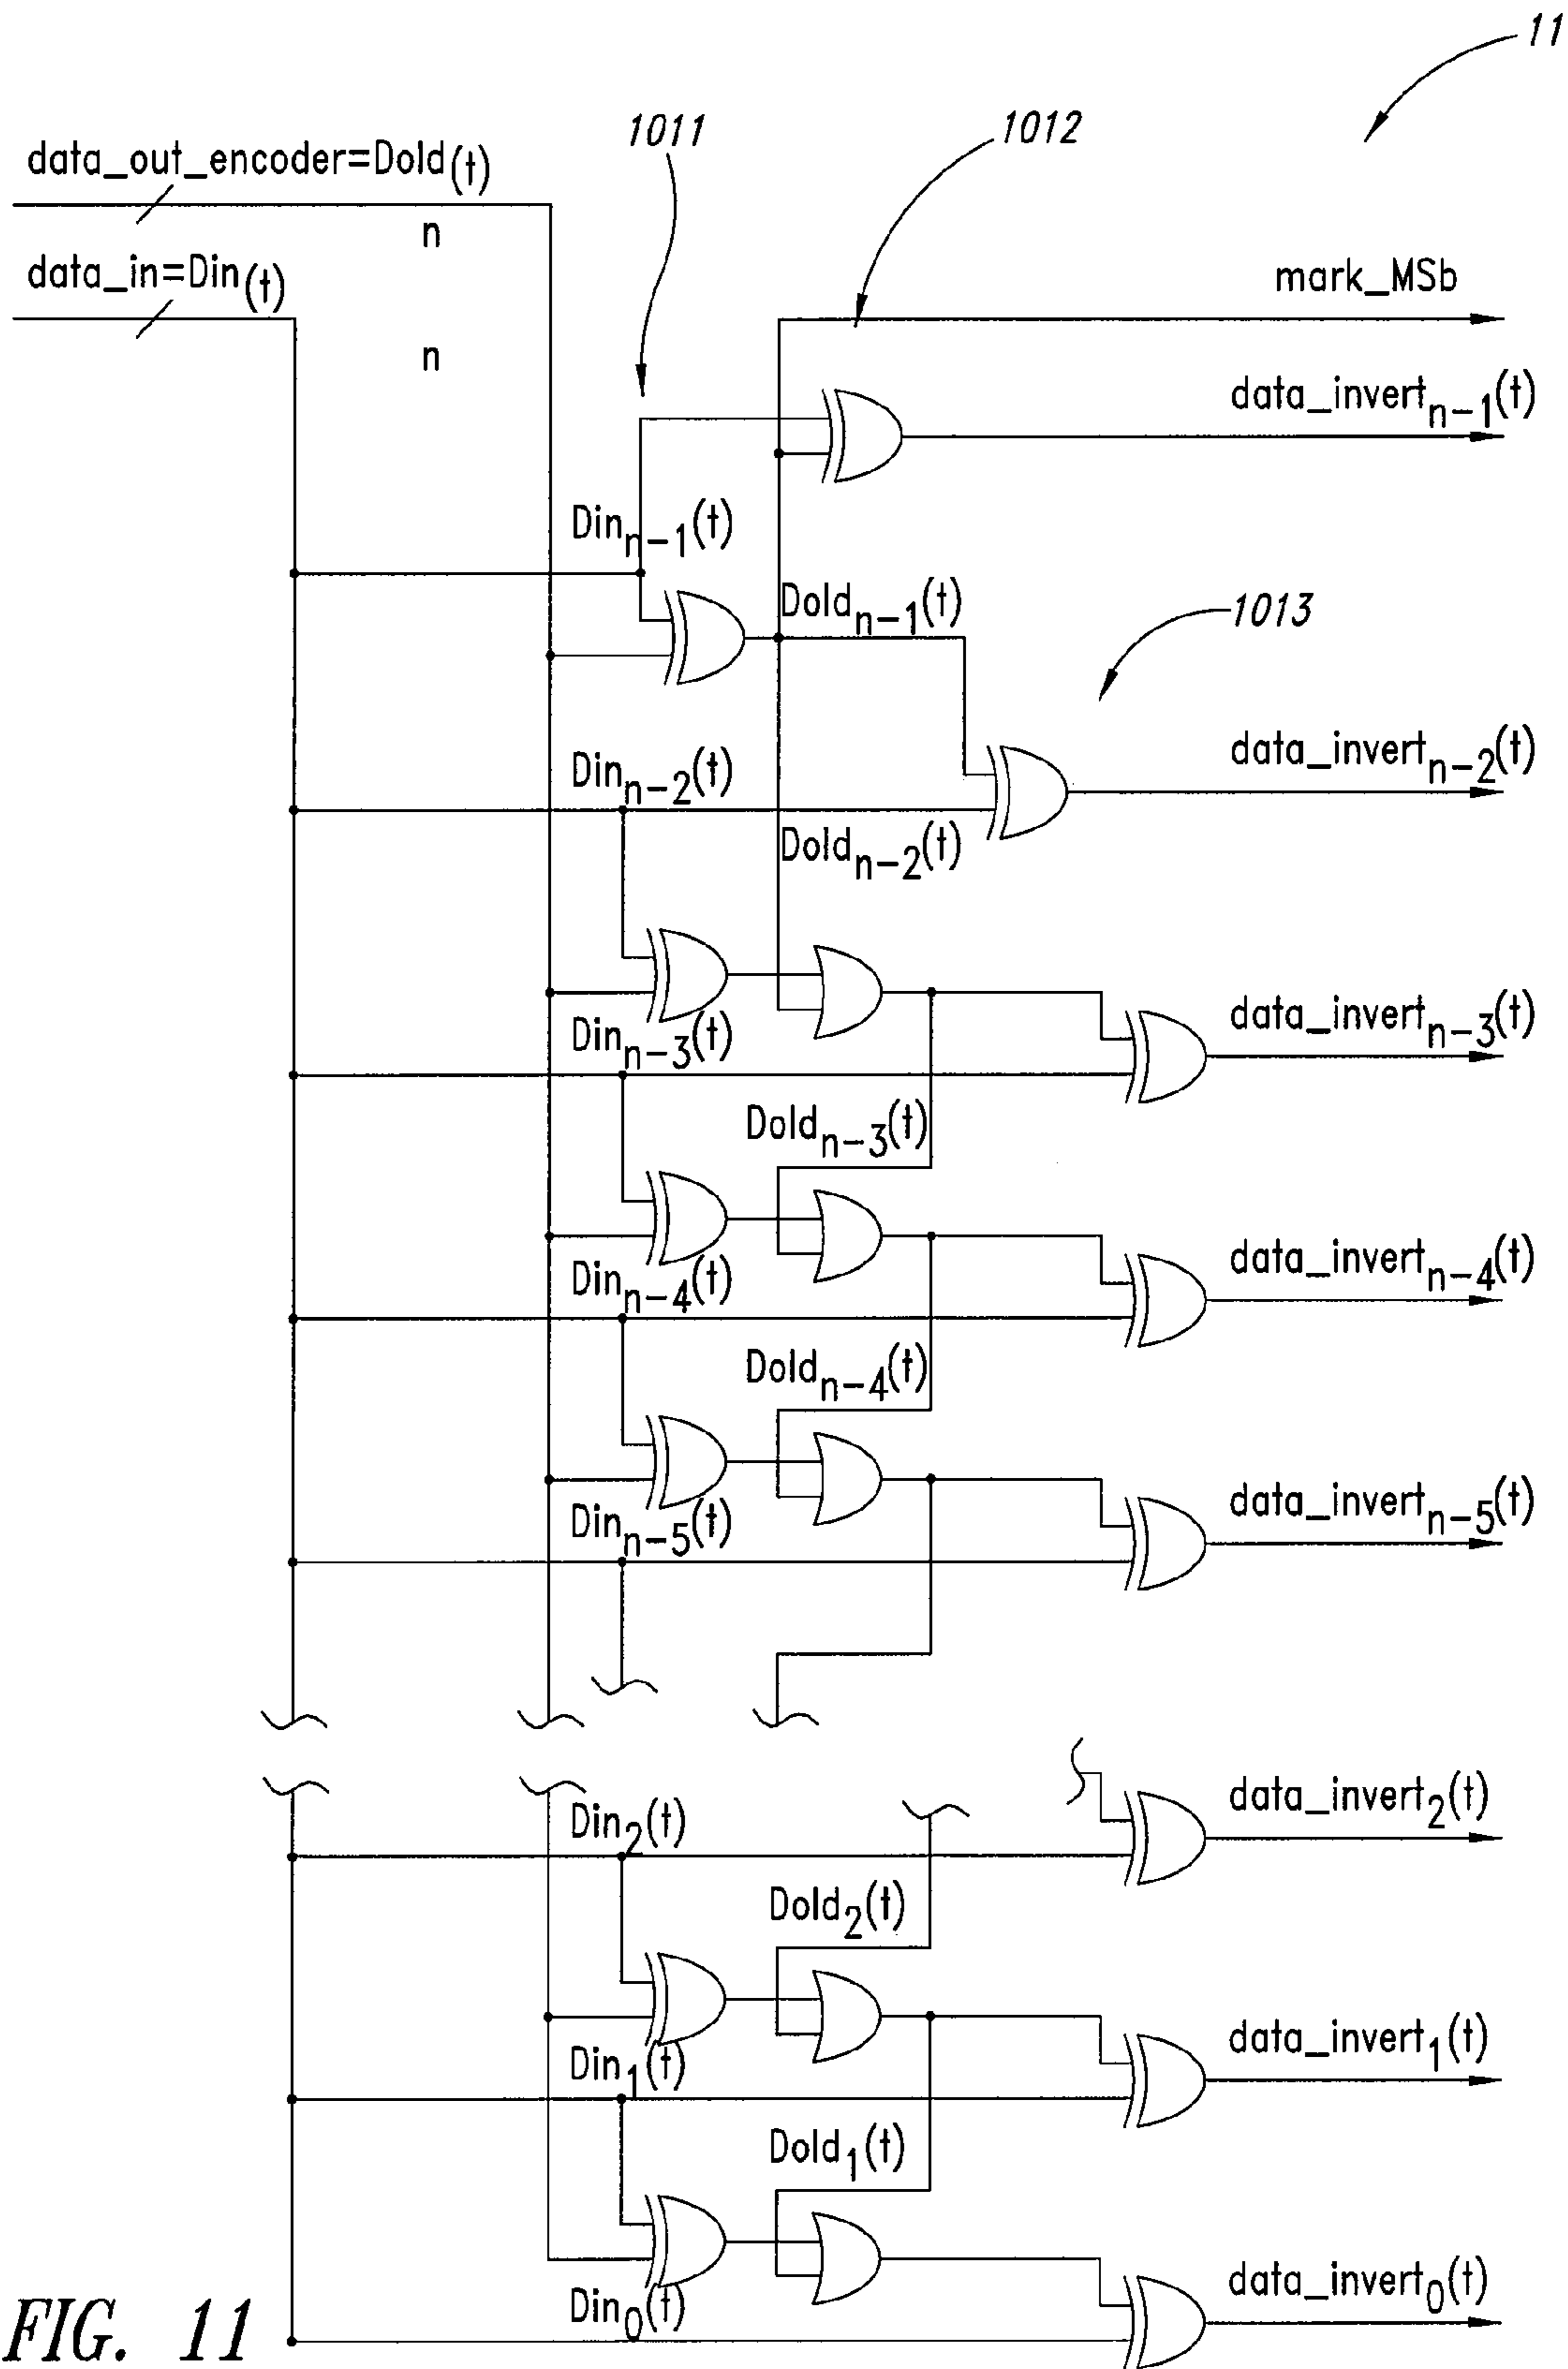 11
1011
1012
data_out_encoder=Dold(t)
n
data_in=Din(t)
mark_MSb
n
data_invertn-1(t)
Dinn-1(t)
Doldn-1(t)
1013
Dinn-2(t)
data_invertn-2(t)
Doldn-2(t)
data_invertn-3(t)
Dinn-3(t)
Doldn-3(t)
data_invertn-4(t)
Dinn-4(t)
Doldn-4(t)
data_invertn-5(t)
Dinn-5(t)
data_invert2(t)
Din2(t)
Dold2(t)
data_invert1(t)
Din1(t)
Dold1(t)
data_invert0(t)
Din0(t)
FIG. 11